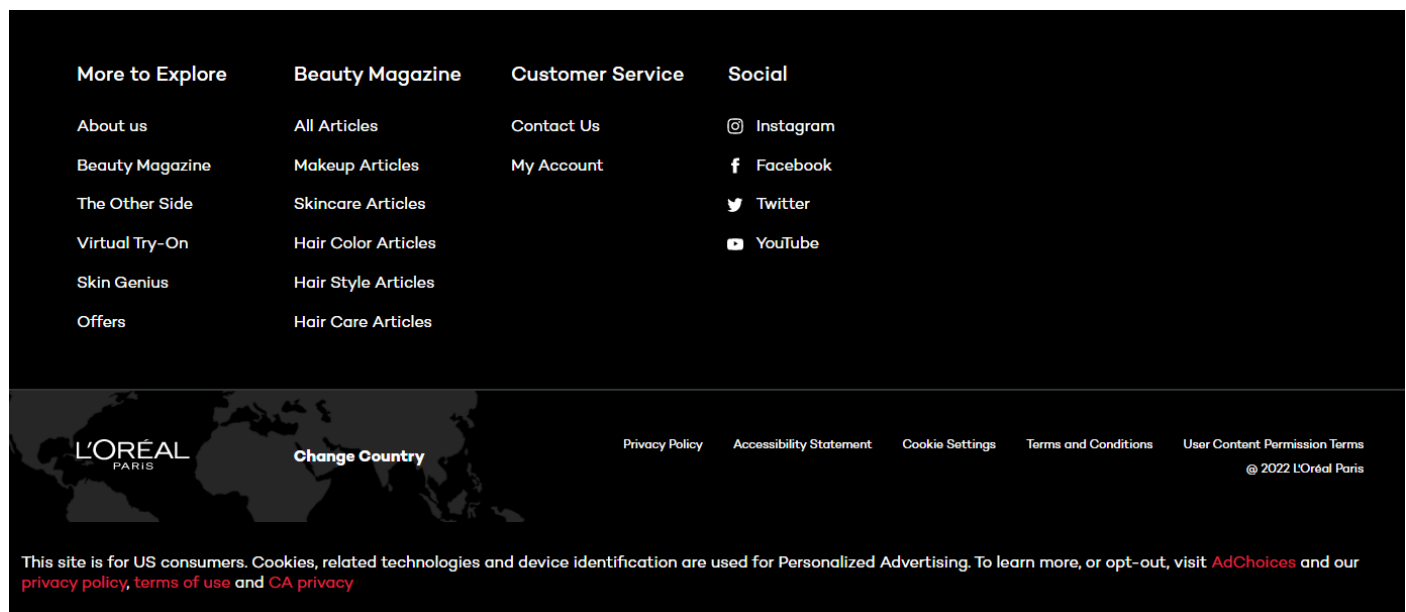 More to Explore
About us
Beauty Magazine
The Other Side
Virtual Try-On
Skin Genius
Offers
Beauty Magazine
All Articles
Makeup Articles
Skincare Articles
Hair Color Articles
Hair Style Articles
Hair Care Articles
Customer Service
Contact Us
My Account
Social
Instagram
Facebook
Twitter
YouTube
L'ORÉAL
PARIS
Change Country
Privacy Policy Accessibility Statement Cookie Settings Terms and Conditions User Content Permission Terms
@ 2022 L'Oréal Paris
This site is for US consumers. Cookies, related technologies and device identification are used for Personalized Advertising. To learn more, or opt-out, visit AdChoices and our
privacy policy, terms of use and CA privacy